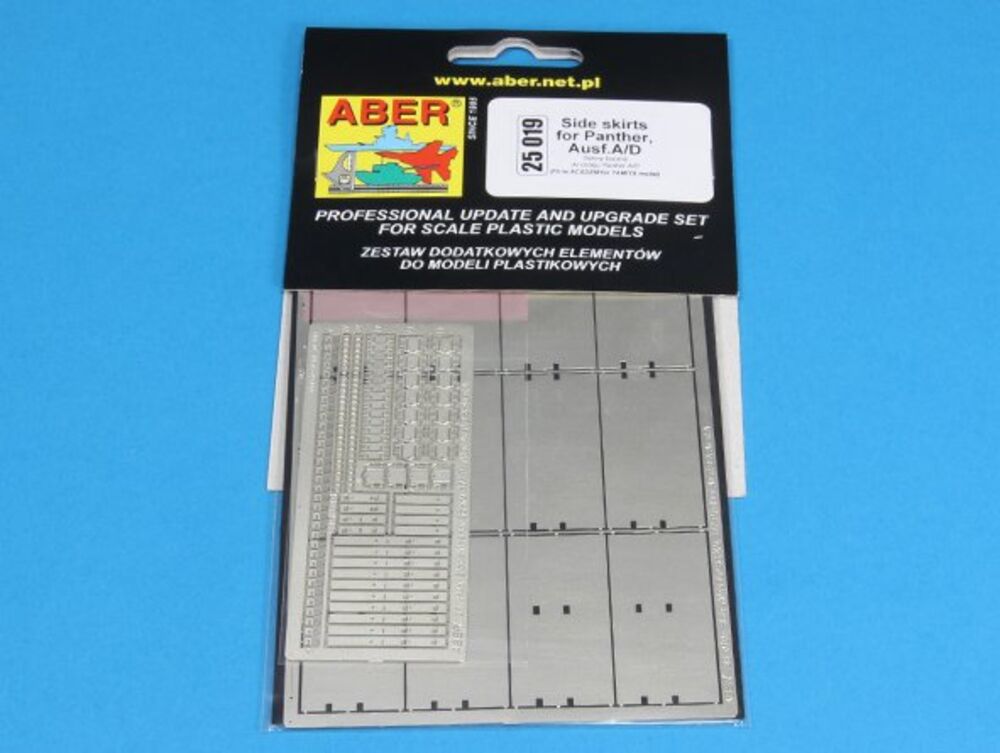 www.aber.net.pl
ABER®
SINCE 1995
25 019
Side skirts
for Panther,
Ausf.A/D
PROFESSIONAL UPDATE AND UPGRADE SET
FOR SCALE PLASTIC MODELS
ZESTAW DODATKOWYCH ELEMENTÓW
DO MODELI PLASTIKOWYCH